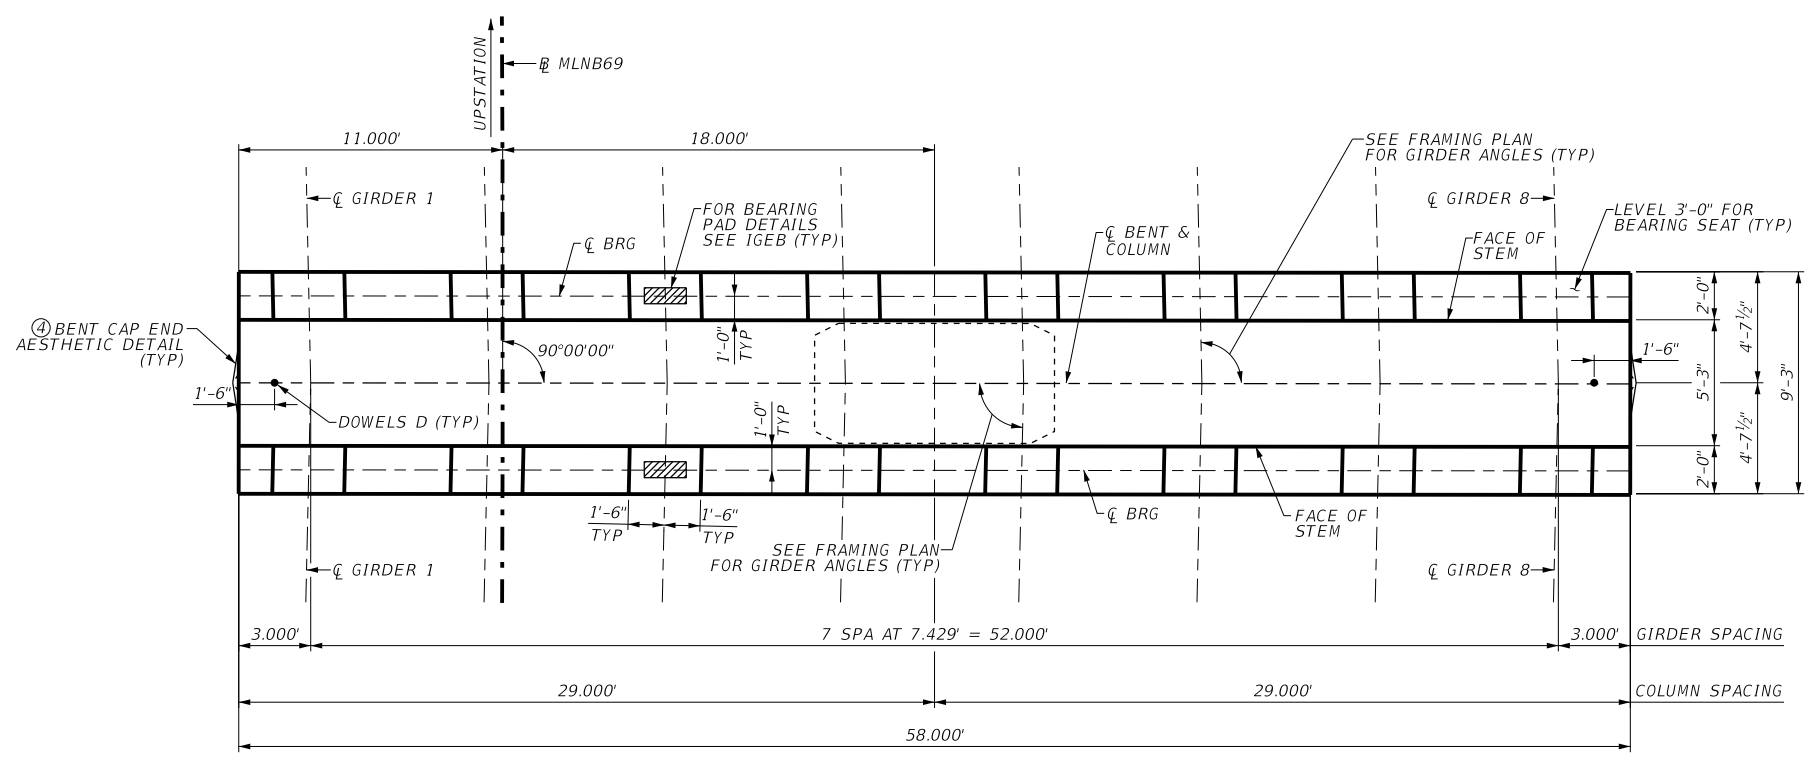 UPSTATION
℄ MLNB69
11.000'
18.000'
SEE FRAMING PLAN
FOR GIRDER ANGLES (TYP)
℄ GIRDER 1
℄ GIRDER 8
FOR BEARING
PAD DETAILS
SEE IGEB (TYP)
LEVEL 3'-0" FOR
BEARING SEAT (TYP)
℄ BRG
℄ BENT &
COLUMN
FACE OF
STEM
④ BENT CAP END
AESTHETIC DETAIL
(TYP)
90°00'00"
1'-0"
TYP
2'-0"
4'-7½"
1'-6"
1'-6"
5'-3"
9'-3"
DOWELS D (TYP)
1'-0"
TYP
4'-7½"
2'-0"
1'-6"
TYP
1'-6"
TYP
℄ BRG
FACE OF
STEM
SEE FRAMING PLAN
FOR GIRDER ANGLES (TYP)
℄ GIRDER 1
℄ GIRDER 8
3.000'
7 SPA AT 7.429' = 52.000'
3.000'
GIRDER SPACING
29.000'
29.000'
COLUMN SPACING
58.000'